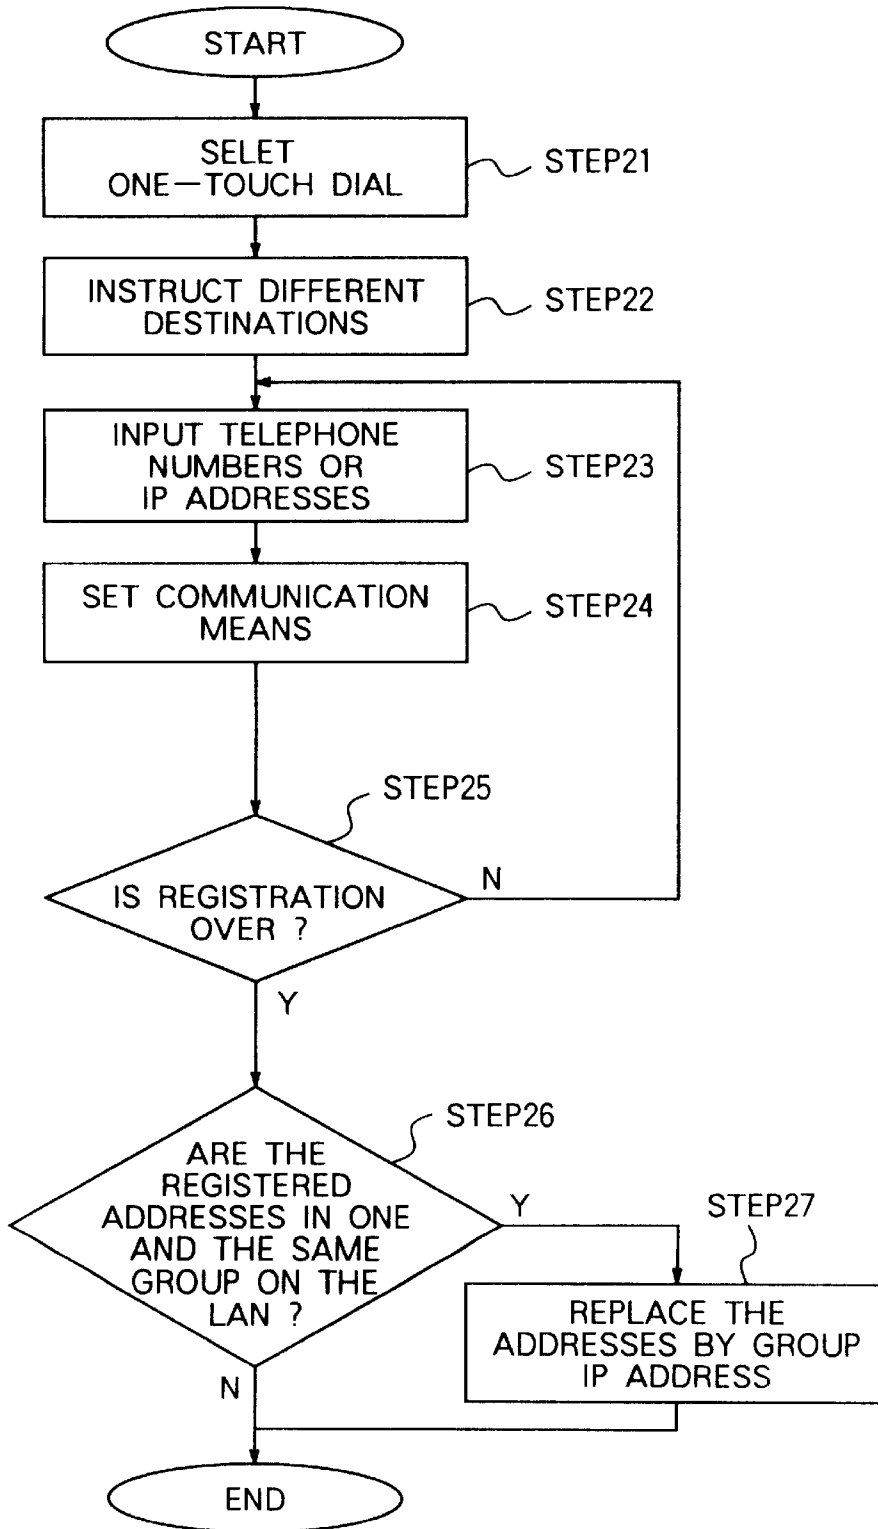 START
SELET
ONE—TOUCH DIAL
STEP21
INSTRUCT DIFFERENT
DESTINATIONS
STEP22
INPUT TELEPHONE
NUMBERS OR
IP ADDRESSES
STEP23
SET COMMUNICATION
MEANS
STEP24
STEP25
IS REGISTRATION
OVER ?
N
Y
STEP26
ARE THE
REGISTERED
ADDRESSES IN ONE
AND THE SAME
GROUP ON THE
LAN ?
Y
STEP27
REPLACE THE
ADDRESSES BY GROUP
IP ADDRESS
N
END